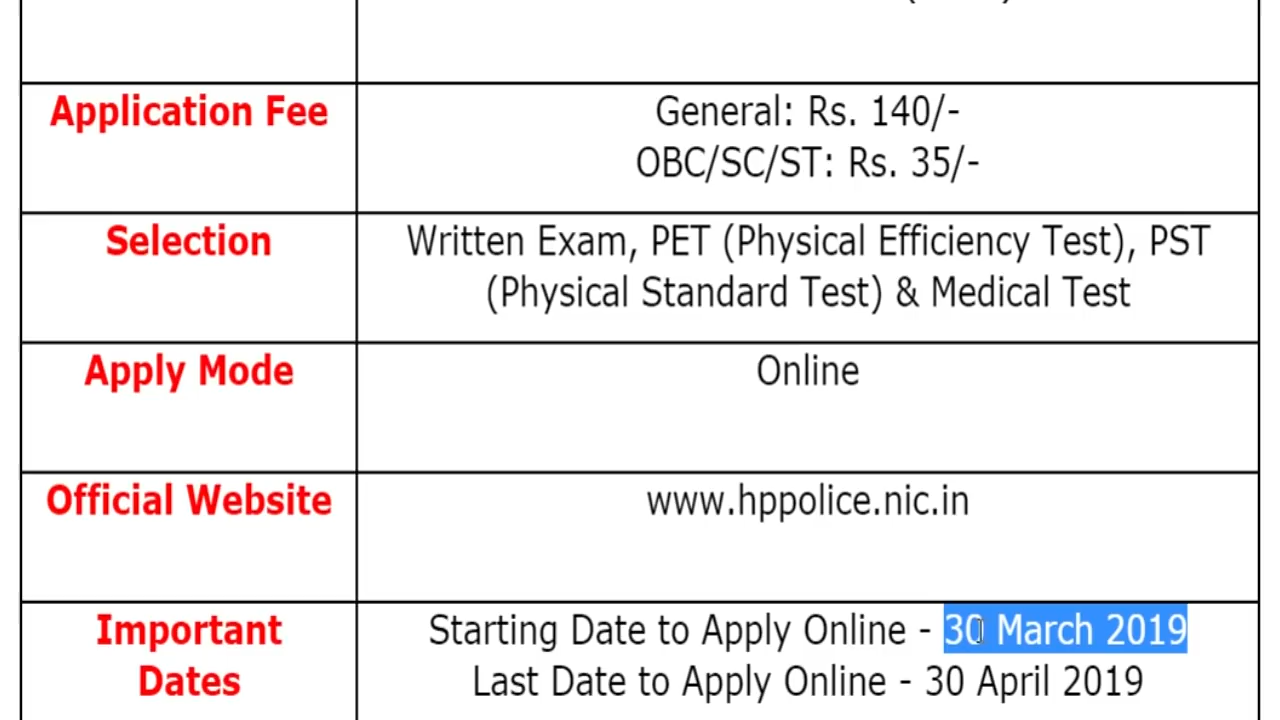 Application Fee
General: Rs. 140/-
OBC/SC/ST: Rs. 35/-
Selection
Written Exam, PET (Physical Efficiency Test), PST
(Physical Standard Test) & Medical Test
Apply Mode
Online
Official Website
www.hppolice.nic.in
Important
Dates
Starting Date to Apply Online - 30 March 2019
Last Date to Apply Online - 30 April 2019